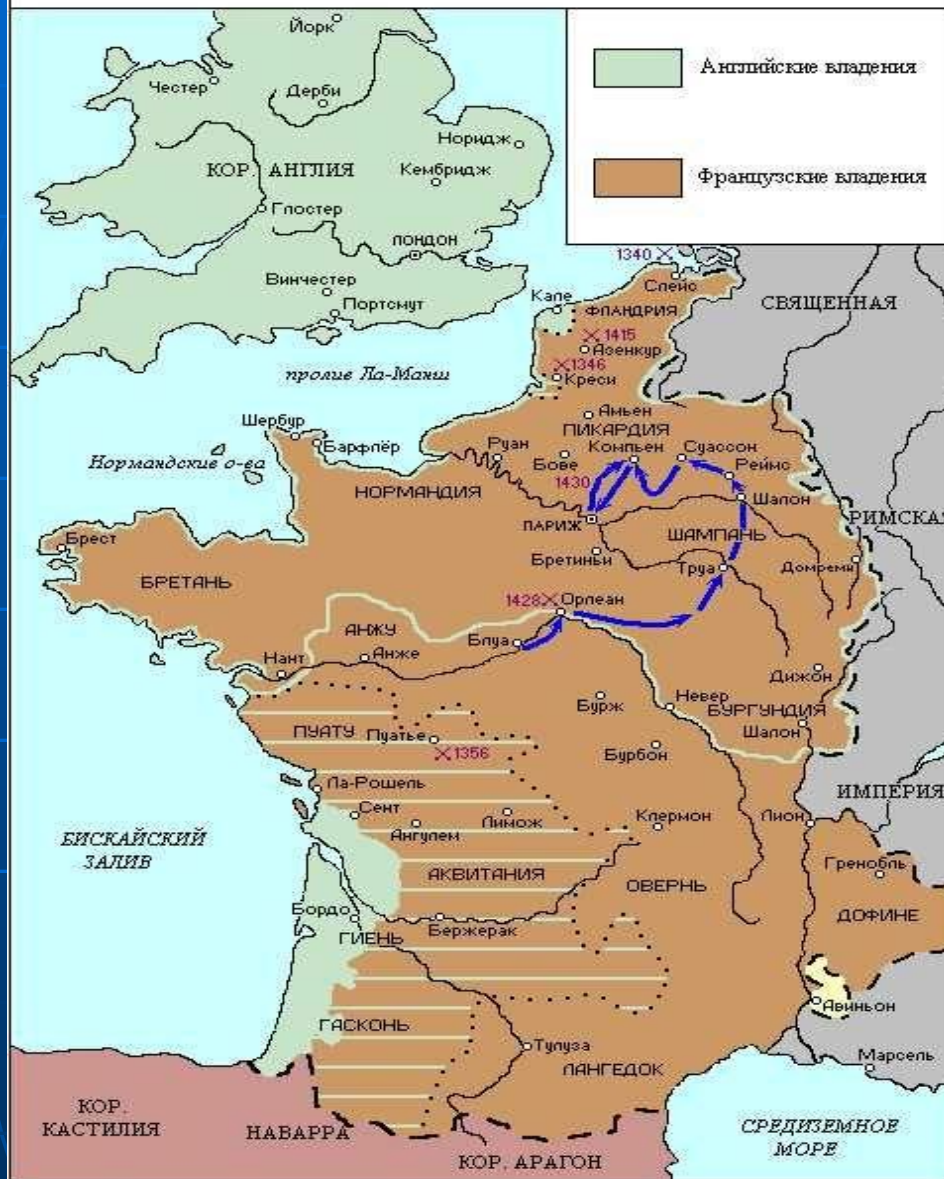 Йорк
Честер
Дерби
Норидж
КОР. АНГЛИЯ
Кембридж
Глостер
ЛОНДОН
Винчестер
Портсмут
Английские владения
Французские владения
1340
Слейс
Кале
ФЛАНДРИЯ
СВЯЩЕННАЯ
1415
Азенкур
1346
Креси
пролив Ла-Манш
Амьен
ПИКАРДИЯ
Шербур
Барфлёр
Руан
Компьен
Суассон
Нормандские о-ва
Бове
Реймс
1430
НОРМАНДИЯ
Шалон
ПАРИЖ
РИМСКАЯ
ШАМПАНЬ
Брест
Бретиньи
Труа
Домреми
БРЕТАНЬ
1428
Орлеан
АНЖУ
Блуа
Нант
Анже
Дижон
Бурж
Невер
БУРГУНДИЯ
ПУАТУ
Пуатье
Шалон
1356
Бурбон
Ла-Рошель
ИМПЕРИЯ
Сент
Ангулем
Лимож
Клермон
Лион
БИСКАЙСКИЙ
ЗАЛИВ
Гренобль
АКВИТАНИЯ
ОВЕРНЬ
ДОФИНЕ
Бордо
Бержерак
ГИЕНЬ
Авиньон
ГАСКОНЬ
Тулуза
Марсель
ЛАНГЕДОК
КОР.
КАСТИЛИЯ
НАВАРРА
СРЕДИЗЕМНОЕ
МОРЕ
КОР. АРАГОН